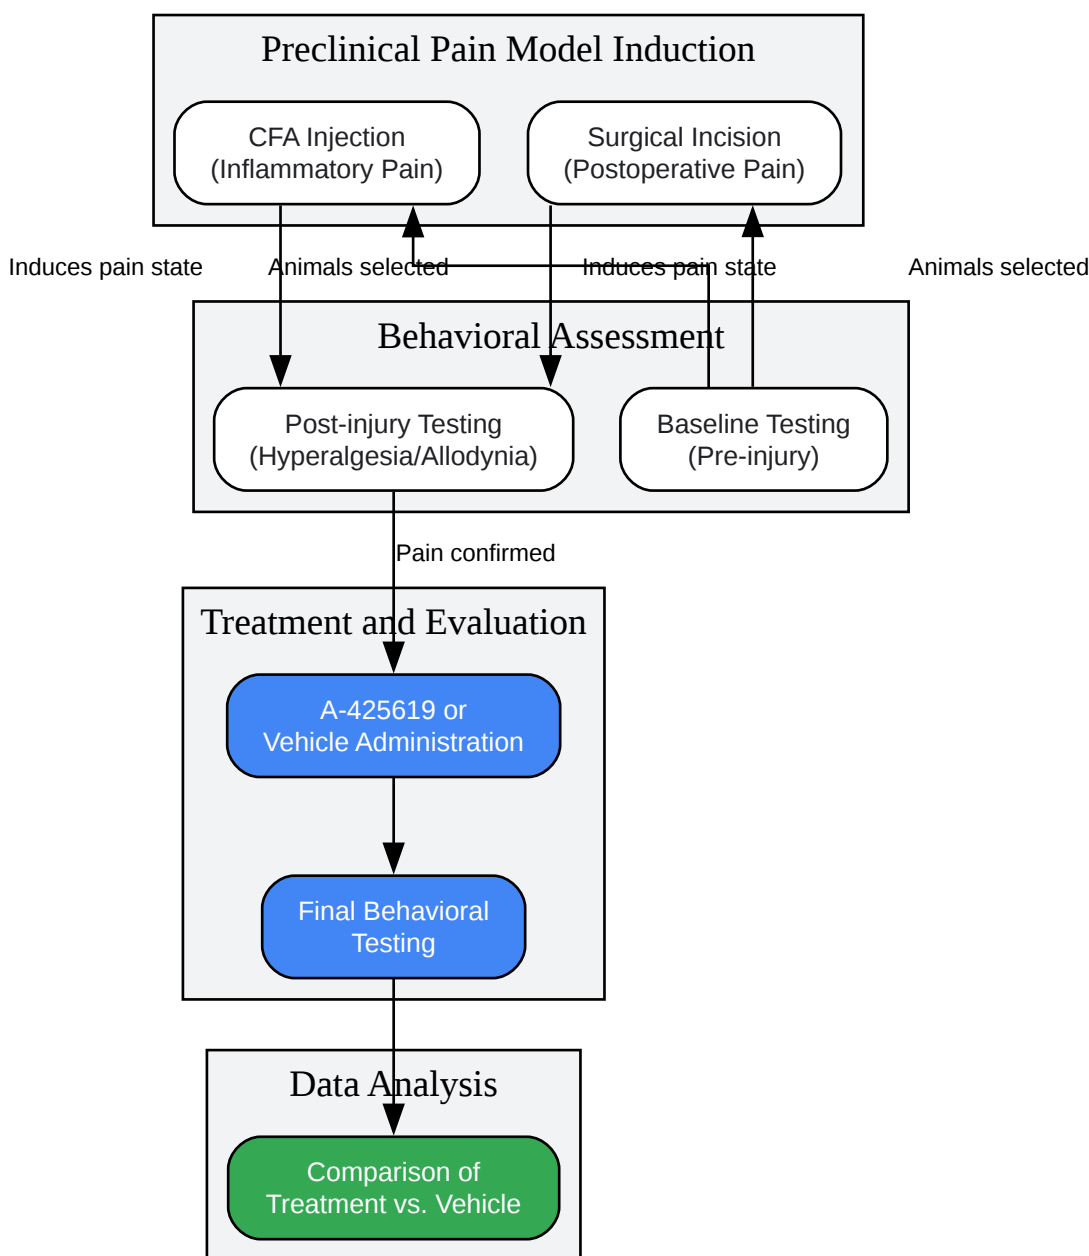 Preclinical Pain Model Induction
CFA Injection
(Inflammatory Pain)
Surgical Incision
(Postoperative Pain)
Induces pain state
Animals selected
Induces pain state
Animals selected
Behavioral Assessment
Post-injury Testing
(Hyperalgesia/Allodynia)
Baseline Testing
(Pre-injury)
Pain confirmed
Treatment and Evaluation
A-425619 or
Vehicle Administration
Final Behavioral
Testing
Data Analysis
Comparison of
Treatment vs. Vehicle